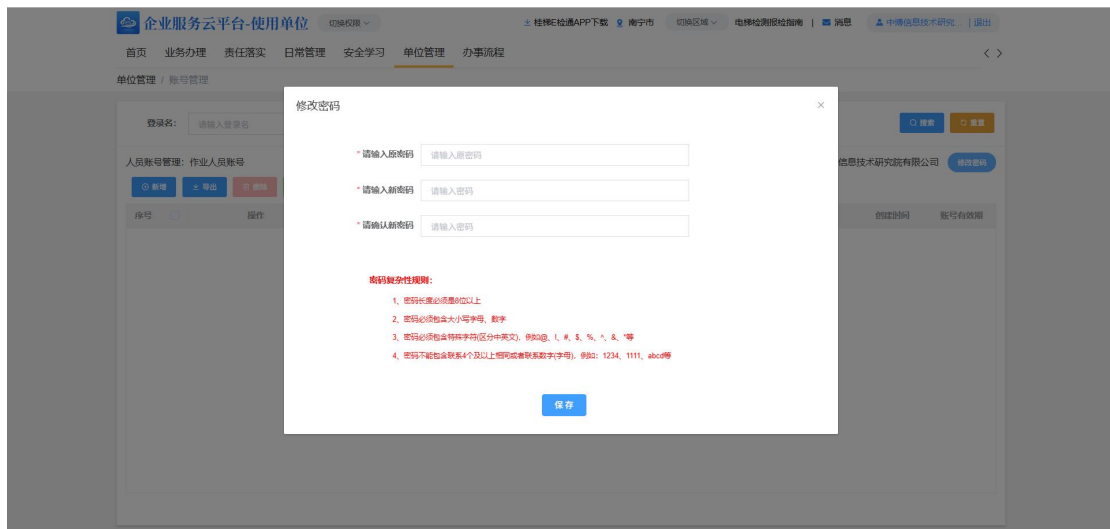 企业服务云平台-使用单位 切换权限 桂梯E检通APP下载 南宁市 切换区域 电梯检测报检指南 | 消息 中博信息技术研究... | 退出
首页 业务办理 责任落实 日常管理 安全学习 单位管理 办事流程
单位管理 / 账号管理
修改密码
登录名: 请输入登录名 搜索 重置
* 请输入原密码 请输入原密码
人员账号管理: 作业人员账号 信息技术研究院有限公司 修改密码
新增 导出 删除
* 请输入新密码 请输入密码
序号 操作 创建时间 账号有效期
* 请确认新密码 请输入密码
密码复杂性规则:
1、密码长度必须是8位以上
2、密码必须包含大小写字母、数字
3、密码必须包含特殊字符(区分中英文), 例如@、!、#、$、%、^、&、*等
4、密码不能包含联系4个及以上相同或者联系数字(字母), 例如: 1234、1111、abcd等
保存